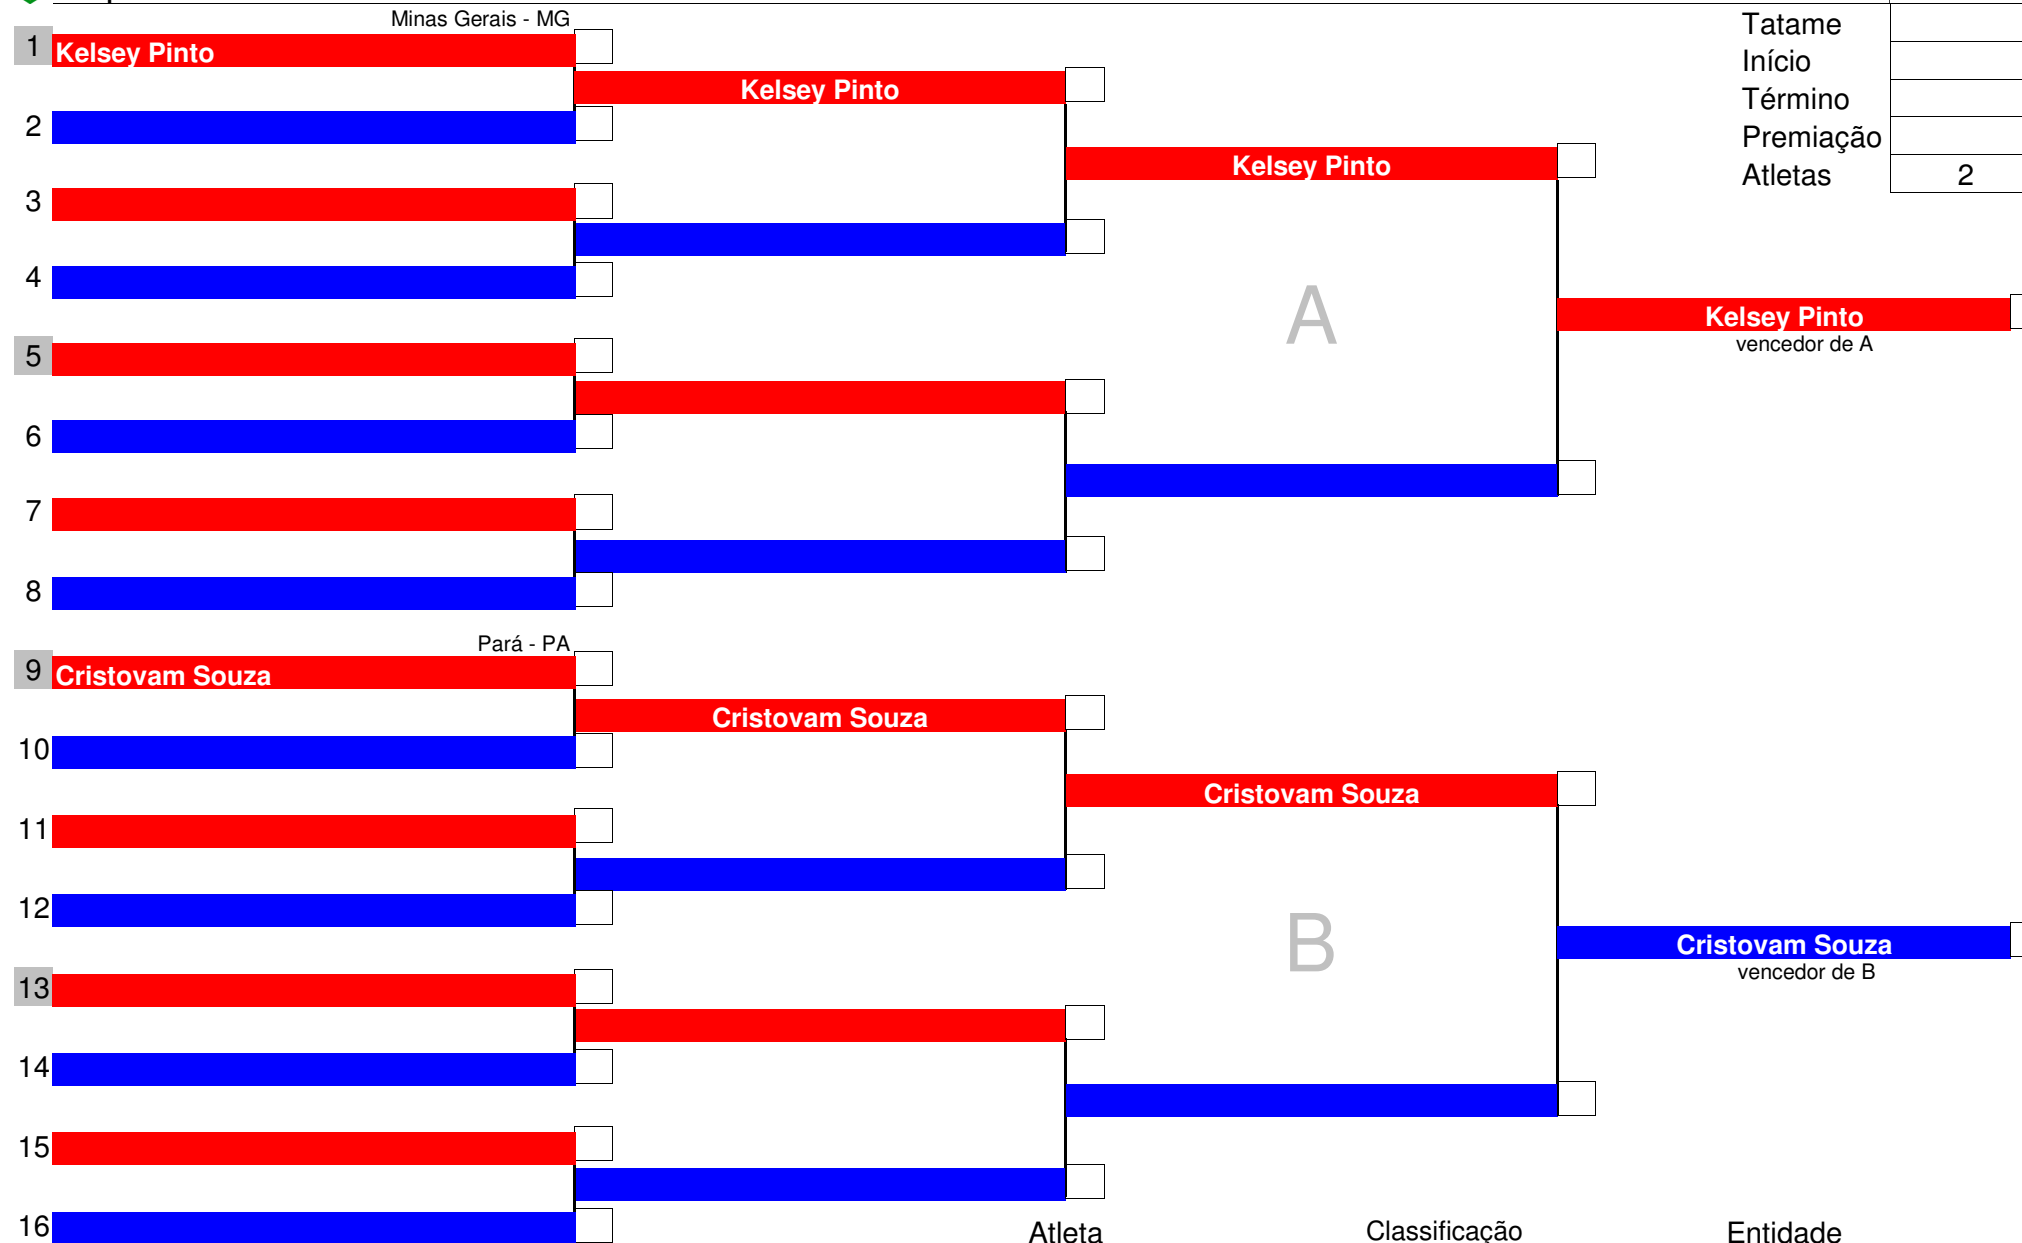 Minas Gerais - MG
Tatame
1 Kelsey Pinto
Kelsey Pinto
Início
Término
2
Premiação
Kelsey Pinto
Atletas 2
3
4
A
Kelsey Pinto
vencedor de A
5
6
7
8
Pará - PA
9 Cristovam Souza
Cristovam Souza
10
Cristovam Souza
11
12
B
Cristovam Souza
vencedor de B
13
14
15
16
Atleta Classificação Entidade